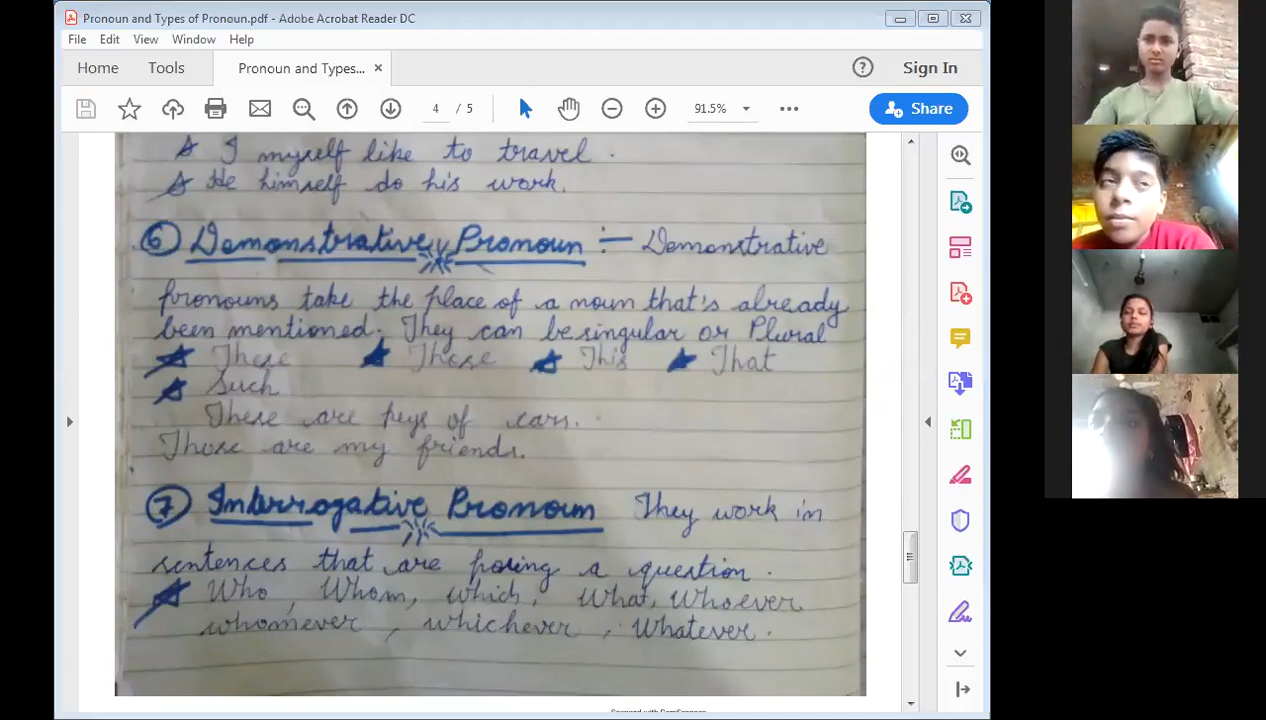 Pronoun and Types of Pronoun.pdf - Adobe Acrobat Reader DC
File Edit View Window Help
Home Tools Pronoun and Types... × Sign In
4 / 5 91.5% Share
I myself like to travel.
He himself do his work.
6 Demonstrative Pronoun :- Demonstrative
pronouns take the place of a noun that's already
been mentioned. They can be singular or Plural
These Those This That
Such
These are keys of cars.
Those are my friends.
7 Interrogative Pronoun They work in
sentences that are posing a question.
Who, Whom, which, What, Whoever
whomever, whichever, Whatever.